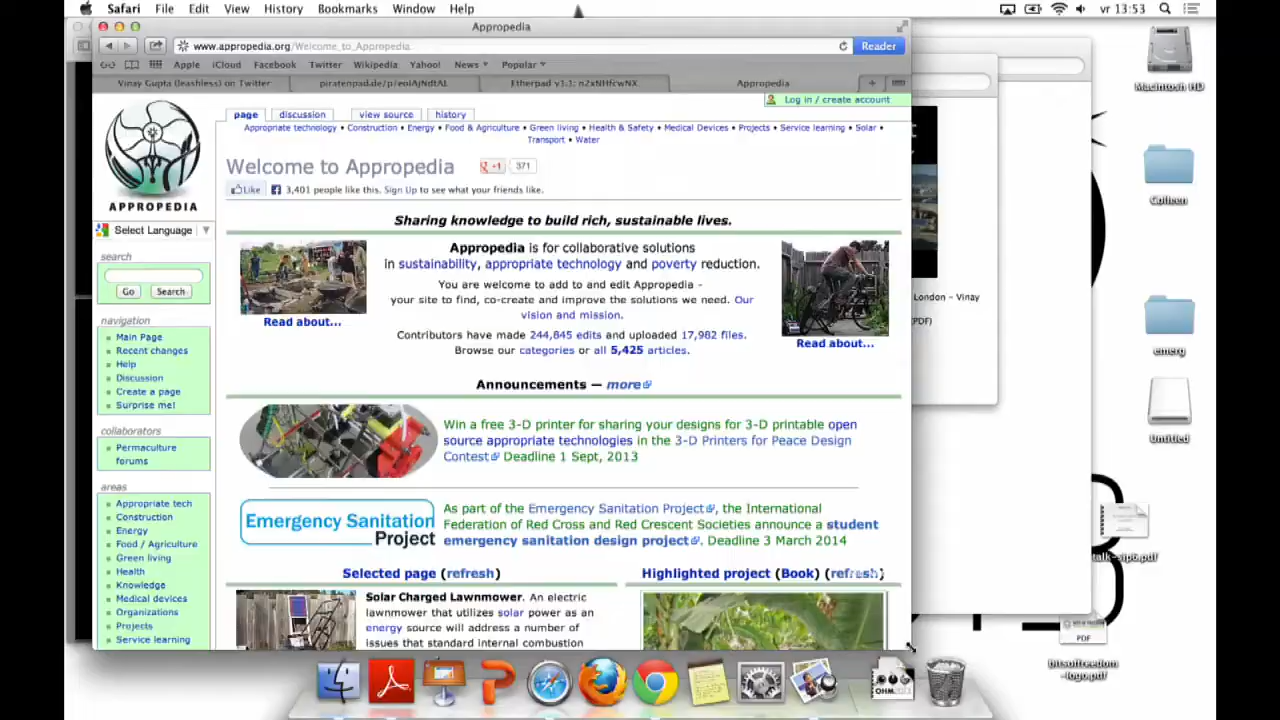 Safari File Edit View History Bookmarks Window Help
vr 13:53
Appropedia
www.appropedia.org/Welcome_to_Appropedia
Reader
Apple iCloud Facebook Twitter Wikipedia Yahoo! News Popular
Vinay Gupta (leashless) on Twitter
Appropedia
Log in / create account
page discussion view source history
Appropriate technology • Construction • Energy • Food & Agriculture • Green living • Health & Safety • Medical Devices • Projects • Service learning • Solar •
Transport • Water
APPROPEDIA
Select Language
search
Go Search
navigation
Main Page
Recent changes
Help
Discussion
Create a page
Surprise me!
collaborators
Permaculture
forums
areas
Appropriate tech
Construction
Energy
Food / Agriculture
Green living
Health
Knowledge
Medical devices
Organizations
Projects
Service learning
Welcome to Appropedia
+1 371
Like 3,401 people like this. Sign Up to see what your friends like.
Sharing knowledge to build rich, sustainable lives.
Read about...
Appropedia is for collaborative solutions
in sustainability, appropriate technology and poverty reduction.
You are welcome to add to and edit Appropedia -
your site to find, co-create and improve the solutions we need. Our
vision and mission.
Contributors have made 244,845 edits and uploaded 17,982 files.
Browse our categories or all 5,425 articles.
Read about...
Announcements — more
Win a free 3-D printer for sharing your designs for 3-D printable open
source appropriate technologies in the 3-D Printers for Peace Design
Contest Deadline 1 Sept, 2013
Emergency Sanitation
Project
As part of the Emergency Sanitation Project, the International
Federation of Red Cross and Red Crescent Societies announce a student
emergency sanitation design project. Deadline 3 March 2014
Selected page (refresh)
Solar Charged Lawnmower. An electric
lawnmower that utilizes solar power as an
energy source will address a number of
issues that standard internal combustion
Highlighted project (Book) (refresh)
London – Vinay
(PDF)
Macintosh HD
Colleen
emerg
Untitled
talk-sip6.pdf
PDF
bitsoffreedom
-logo.pdf